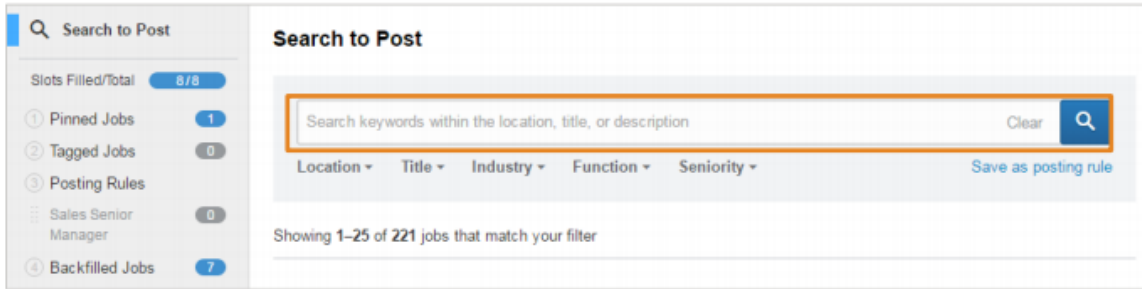 Search to Post
Slots Filled/Total 8/8
1 Pinned Jobs 1
2 Tagged Jobs 0
3 Posting Rules
Sales Senior 0
Manager
4 Backfilled Jobs 7
Search to Post
Search keywords within the location, title, or description Clear
Location Title Industry Function Seniority Save as posting rule
Showing 1–25 of 221 jobs that match your filter